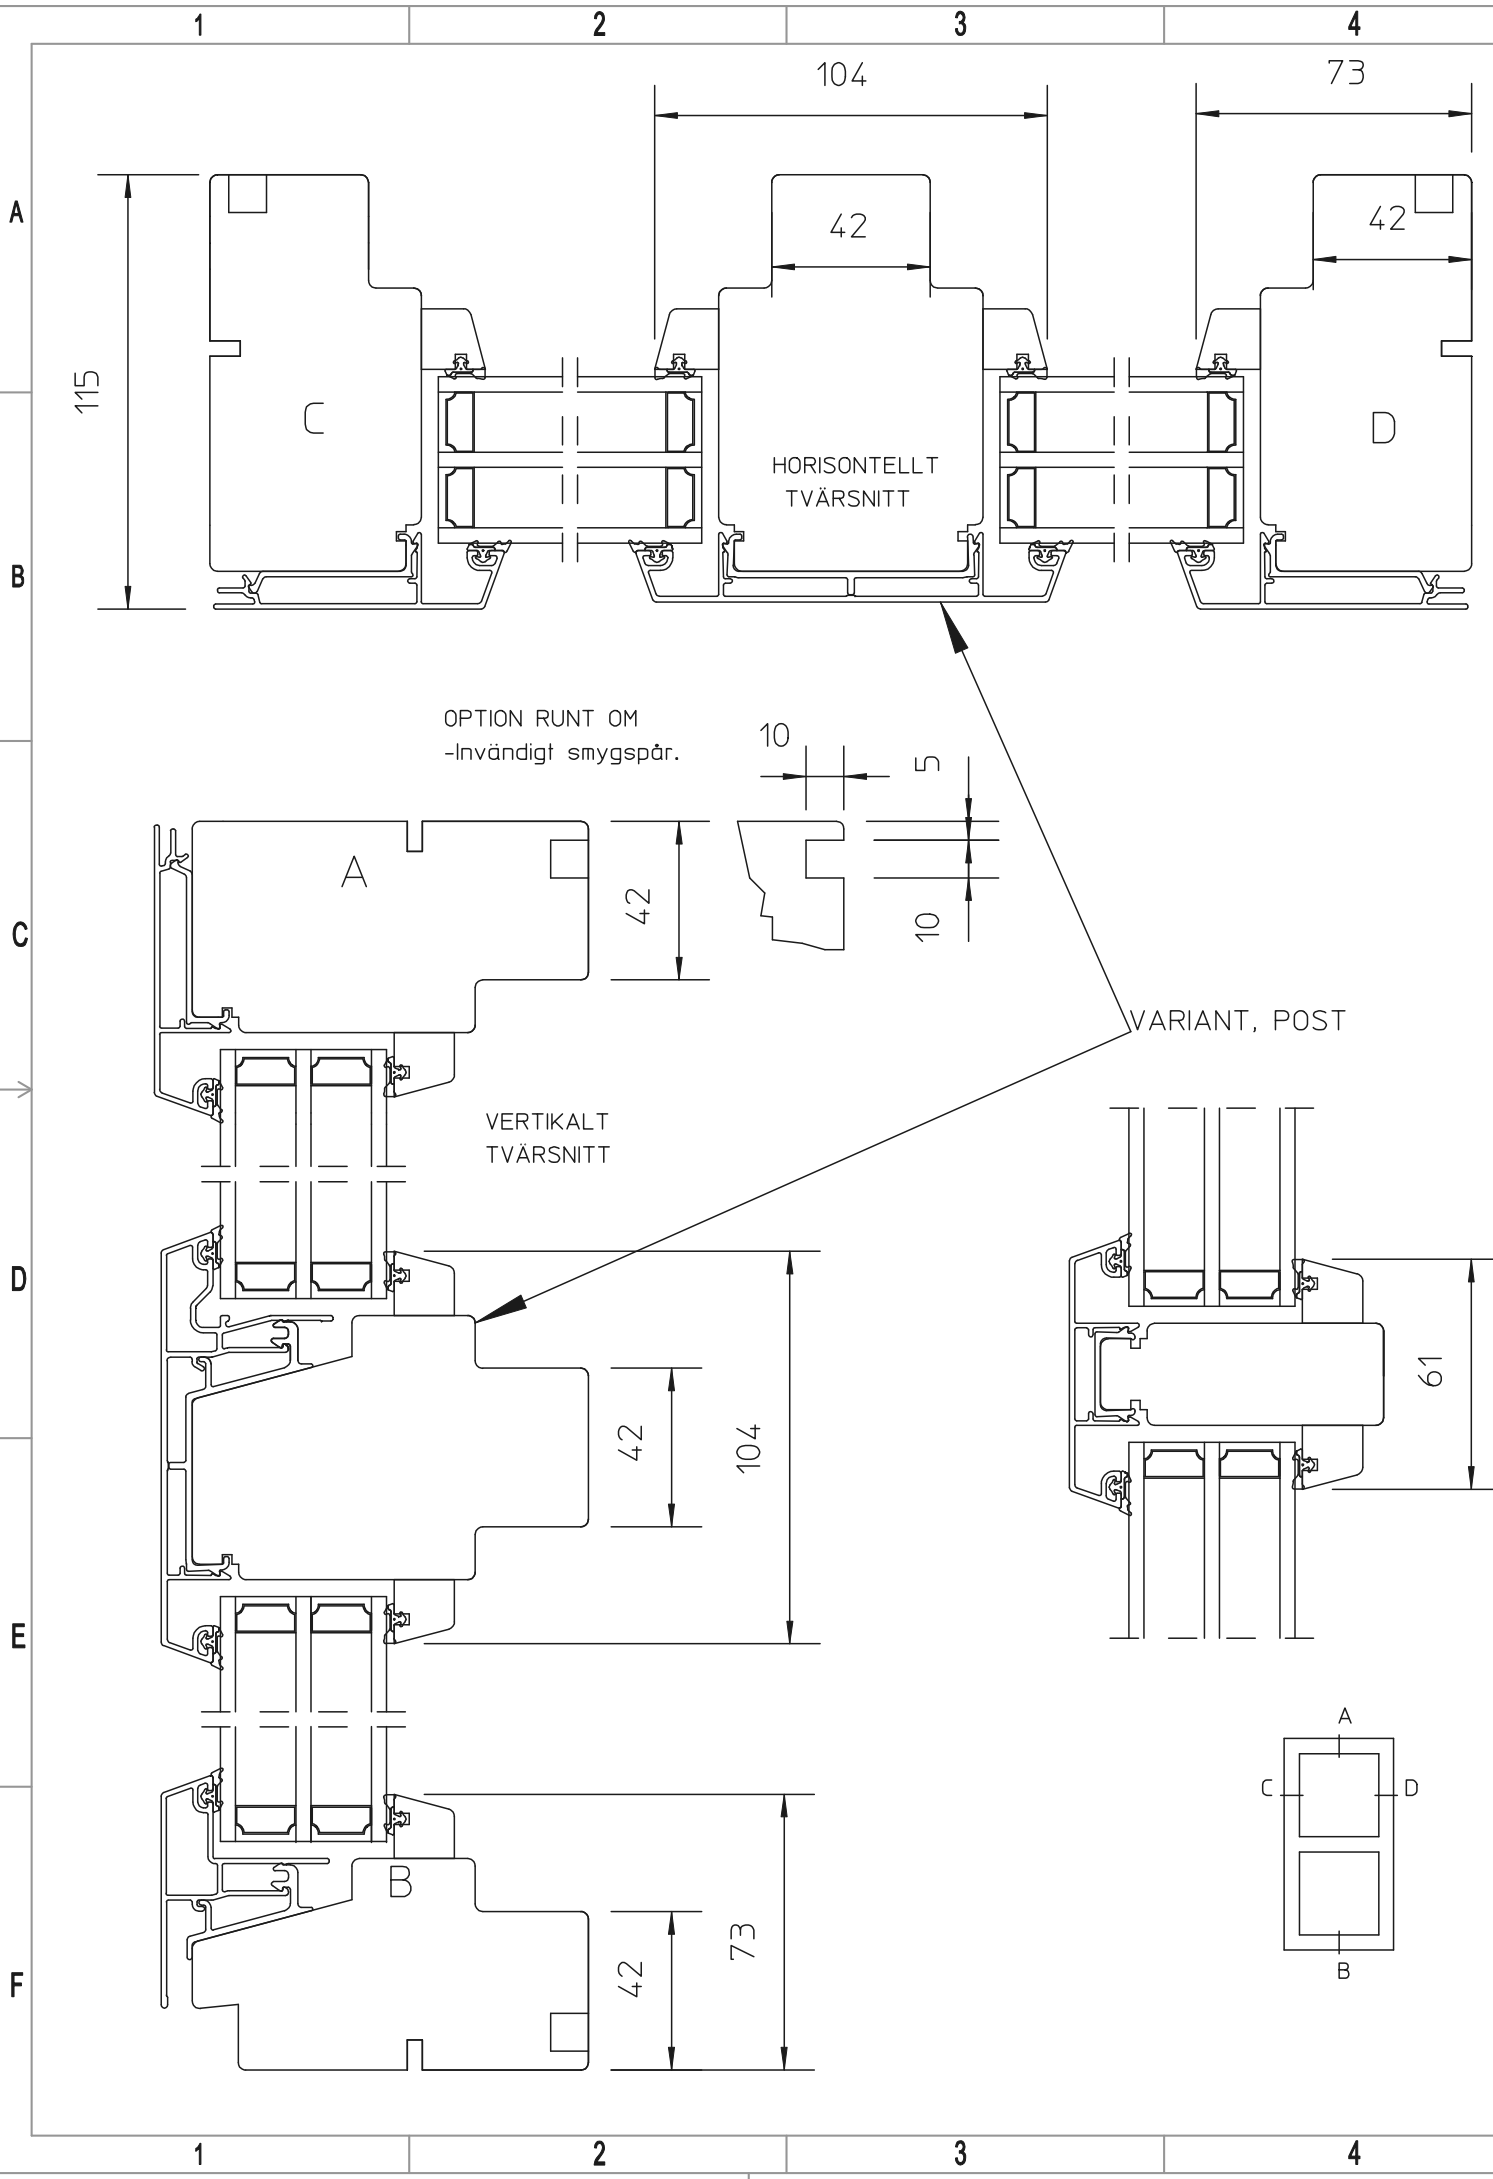 1 2 3 4
104
73
A
42
42
115
C
D
HORISONTELLT
TVÄRSNITT
B
OPTION RUNT OM
-Invändigt smygspår.
10
5
A
42
10
C
VARIANT, POST
VERTIKALT
TVÄRSNITT
D
61
42
104
E
A
C
D
B
B
73
42
F
1 2 3 4